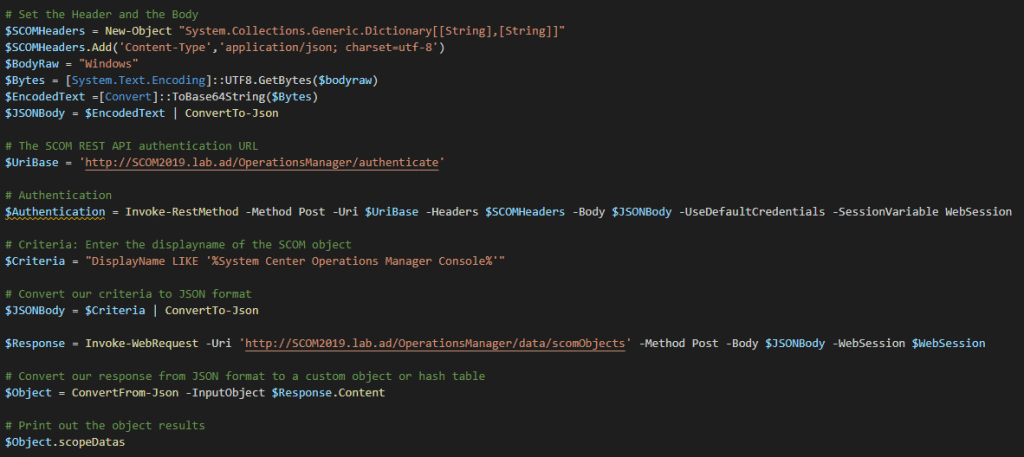 # Set the Header and the Body
$SCOMHeaders = New-Object "System.Collections.Generic.Dictionary[[String],[String]]"
$SCOMHeaders.Add('Content-Type','application/json; charset=utf-8')
$BodyRaw = "Windows"
$Bytes = [System.Text.Encoding]::UTF8.GetBytes($bodyraw)
$EncodedText =[Convert]::ToBase64String($Bytes)
$JSONBody = $EncodedText | ConvertTo-Json
# The SCOM REST API authentication URL
$UriBase = 'http://SCOM2019.lab.ad/OperationsManager/authenticate'
# Authentication
$Authentication = Invoke-RestMethod -Method Post -Uri $UriBase -Headers $SCOMHeaders -Body $JSONBody -UseDefaultCredentials -SessionVariable WebSession
# Criteria: Enter the displayname of the SCOM object
$Criteria = "DisplayName LIKE '%System Center Operations Manager Console%'"
# Convert our criteria to JSON format
$JSONBody = $Criteria | ConvertTo-Json
$Response = Invoke-WebRequest -Uri 'http://SCOM2019.lab.ad/OperationsManager/data/scomObjects' -Method Post -Body $JSONBody -WebSession $WebSession
# Convert our response from JSON format to a custom object or hash table
$Object = ConvertFrom-Json -InputObject $Response.Content
# Print out the object results
$Object.scopeDatas